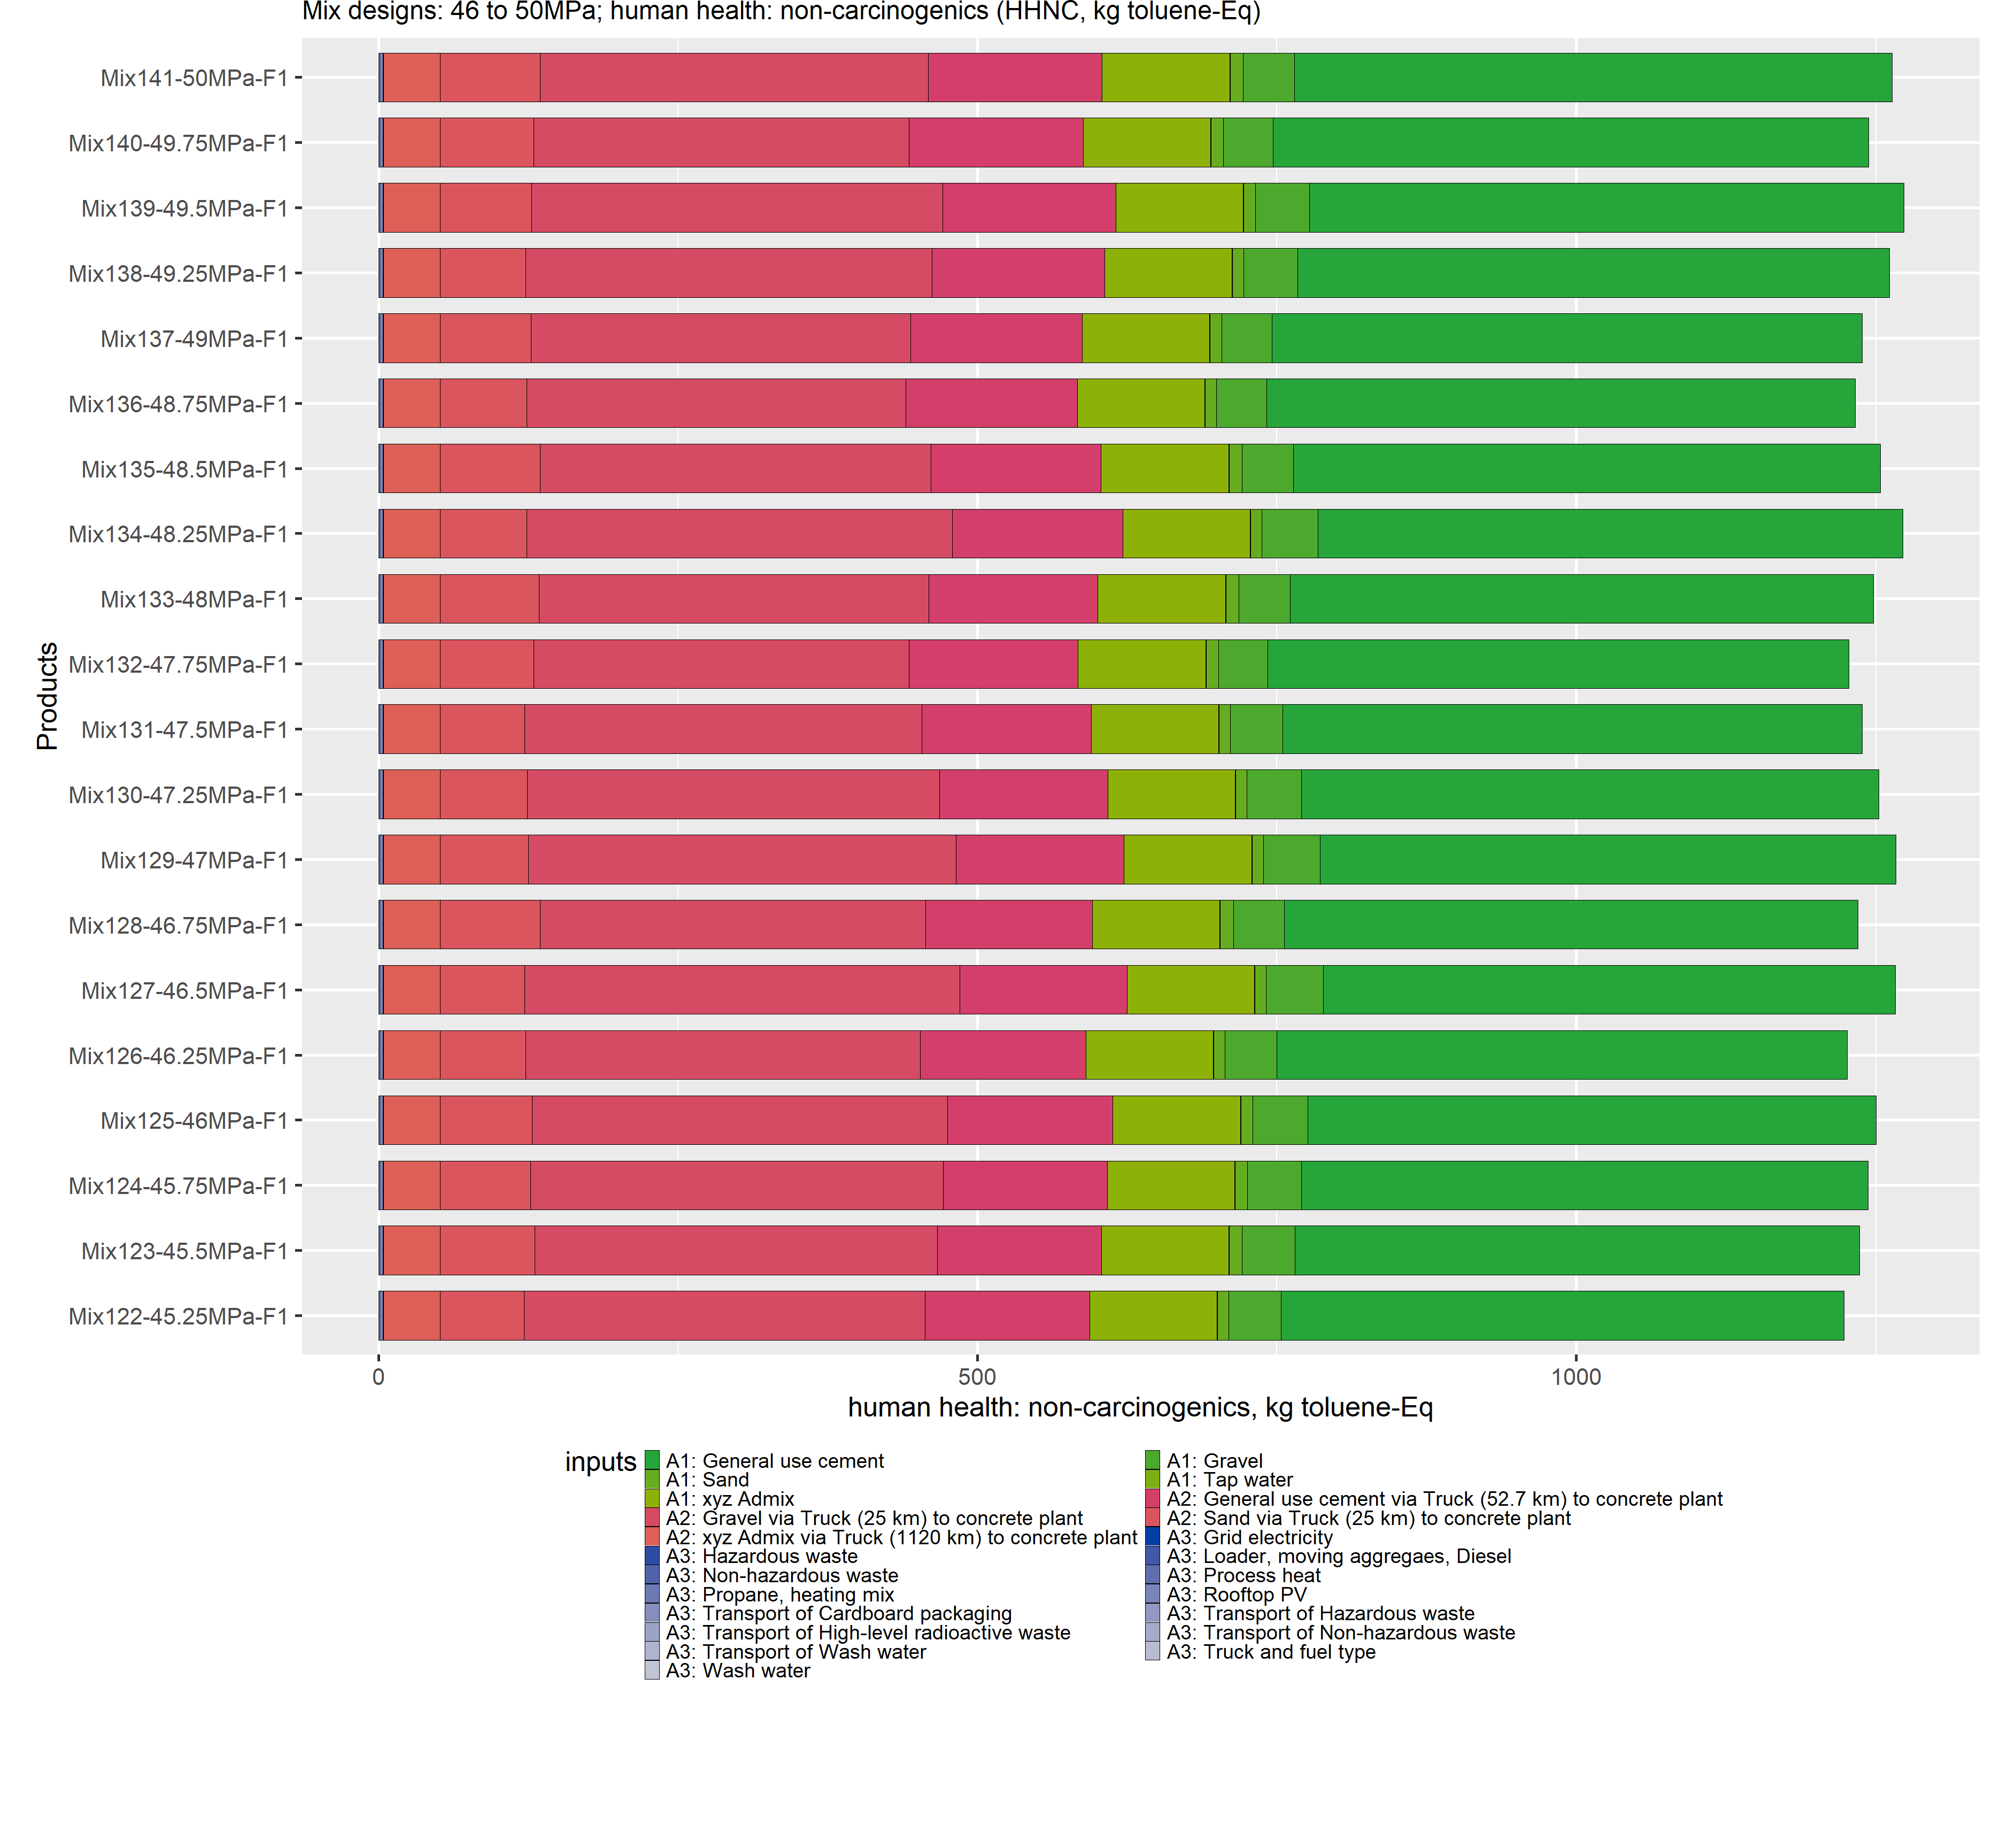 Mix designs: 46 to 50MPa; human health: non-carcinogenics (HHNC, kg toluene-Eq)
Mix141-50MPa-F1
Mix140-49.75MPa-F1
Mix139-49.5MPa-F1
Mix138-49.25MPa-F1
Mix137-49MPa-F1
Mix136-48.75MPa-F1
Mix135-48.5MPa-F1
Mix134-48.25MPa-F1
Mix133-48MPa-F1
Mix132-47.75MPa-F1
Mix131-47.5MPa-F1
Mix130-47.25MPa-F1
Mix129-47MPa-F1
Mix128-46.75MPa-F1
Mix127-46.5MPa-F1
Mix126-46.25MPa-F1
Mix125-46MPa-F1
Mix124-45.75MPa-F1
Mix123-45.5MPa-F1
Mix122-45.25MPa-F1
Products
0 500 1000
human health: non-carcinogenics, kg toluene-Eq
inputs
A1: General use cement A1: Gravel
A1: Sand A1: Tap water
A1: xyz Admix A2: General use cement via Truck (52.7 km) to concrete plant
A2: Gravel via Truck (25 km) to concrete plant A2: Sand via Truck (25 km) to concrete plant
A2: xyz Admix via Truck (1120 km) to concrete plant A3: Grid electricity
A3: Hazardous waste A3: Loader, moving aggregaes, Diesel
A3: Non-hazardous waste A3: Process heat
A3: Propane, heating mix A3: Rooftop PV
A3: Transport of Cardboard packaging A3: Transport of Hazardous waste
A3: Transport of High-level radioactive waste A3: Transport of Non-hazardous waste
A3: Transport of Wash water A3: Truck and fuel type
A3: Wash water